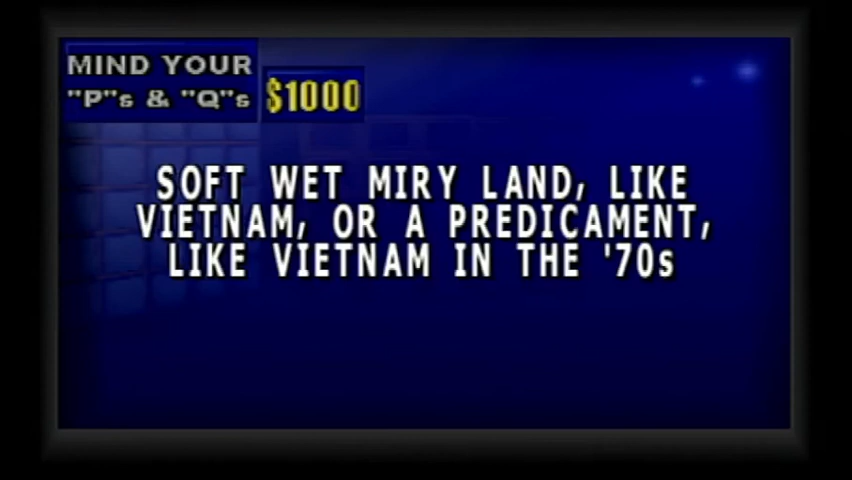 MIND YOUR
"P"s & "Q"s
$1000
SOFT WET MIRY LAND, LIKE
VIETNAM, OR A PREDICAMENT,
LIKE VIETNAM IN THE '70s